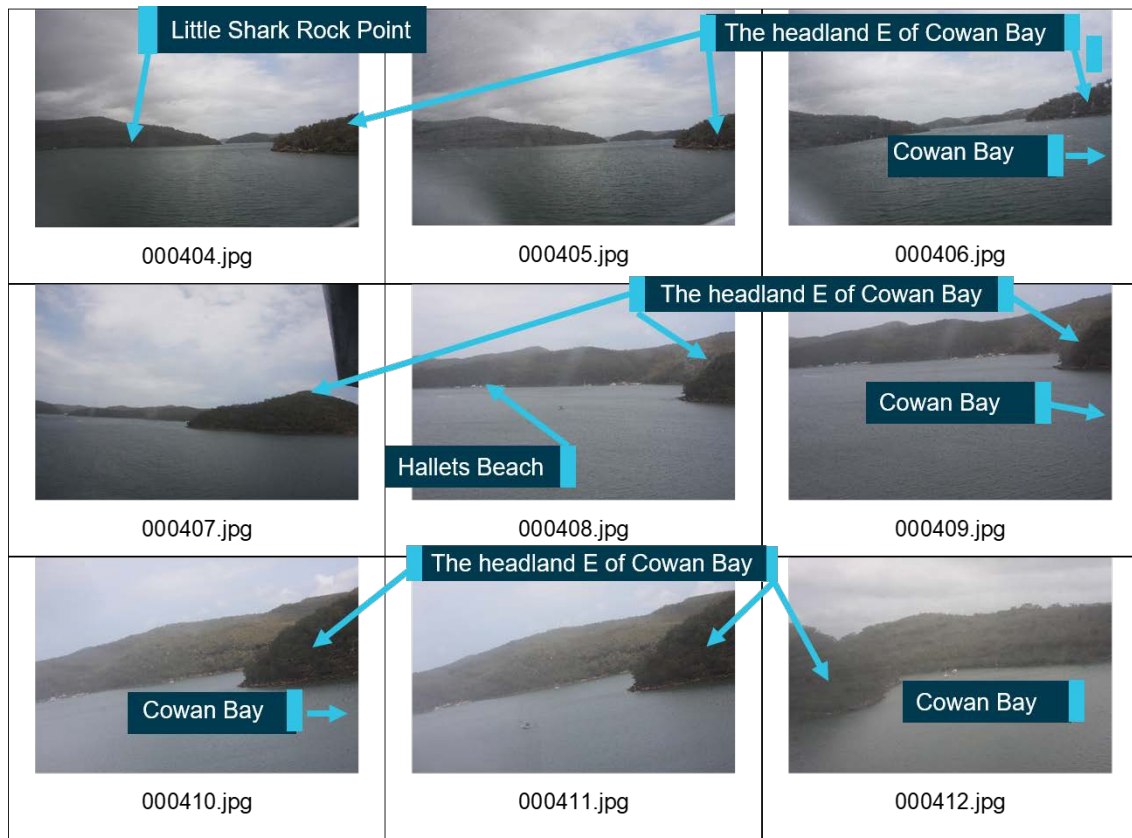 Little Shark Rock Point
The headland E of Cowan Bay
Cowan Bay
000404.jpg
000405.jpg
000406.jpg
The headland E of Cowan Bay
Cowan Bay
Hallets Beach
000407.jpg
000408.jpg
000409.jpg
The headland E of Cowan Bay
Cowan Bay
Cowan Bay
000410.jpg
000411.jpg
000412.jpg